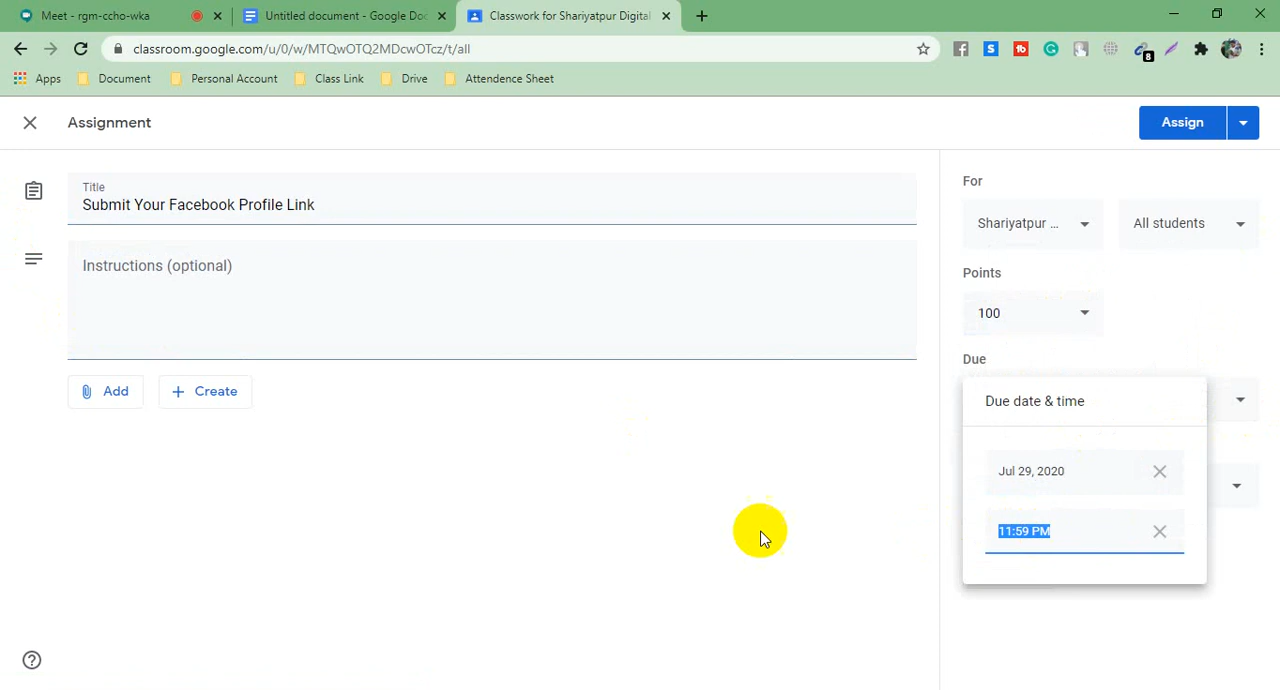 Meet - rgm-ccho-wka
Untitled document - Google Doc
Classwork for Shariyatpur Digital
classroom.google.com/u/0/w/MTQwOTQ2MDcwOTcz/t/all
8
Apps
Document
Personal Account
Class Link
Drive
Attendence Sheet
Assignment
Assign
Title
Submit Your Facebook Profile Link
Instructions (optional)
Add
Create
For
Shariyatpur ...
All students
Points
100
Due
Due date & time
Jul 29, 2020
11:59 PM